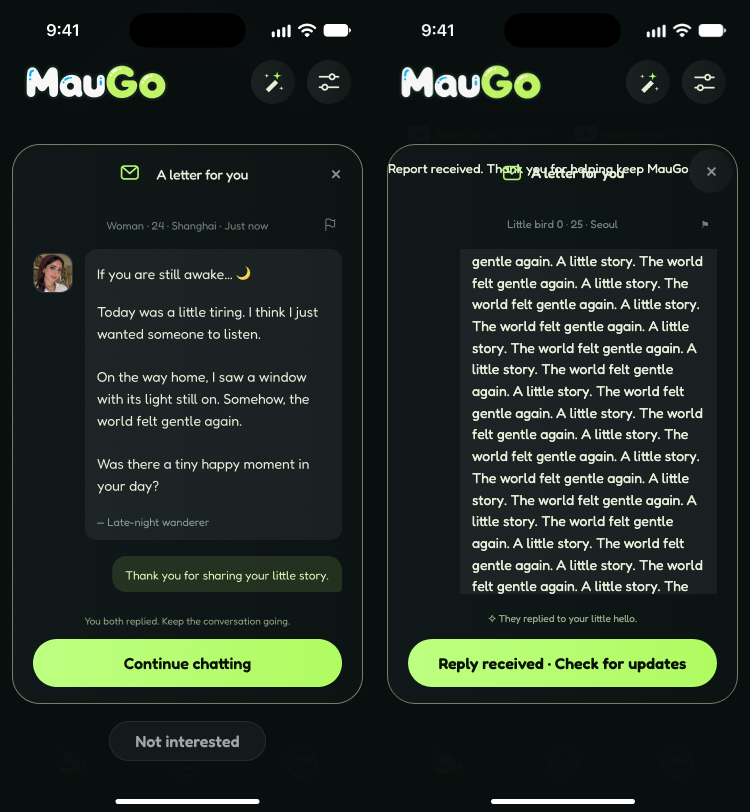 9:41
MauGo
A letter for you
×
Woman · 24 · Shanghai · Just now
If you are still awake... 🌙
Today was a little tiring. I think I just
wanted someone to listen.
On the way home, I saw a window
with its light still on. Somehow, the
world felt gentle again.
Was there a tiny happy moment in
your day?
— Late-night wanderer
Thank you for sharing your little story.
You both replied. Keep the conversation going.
Continue chatting
Not interested
9:41
MauGo
Report received. Thank you for helping keep MauGo
A letter for you
×
Little bird 0 · 25 · Seoul
gentle again. A little story. The world
felt gentle again. A little story. The
world felt gentle again. A little story.
The world felt gentle again. A little
story. The world felt gentle again. A
little story. The world felt gentle
again. A little story. The world felt
gentle again. A little story. The world
felt gentle again. A little story. The
world felt gentle again. A little story.
The world felt gentle again. A little
story. The world felt gentle again. A
little story. The world felt gentle
again. A little story. The world felt
gentle again. A little story. The world
felt gentle again. A little story. The
✧ They replied to your little hello.
Reply received · Check for updates